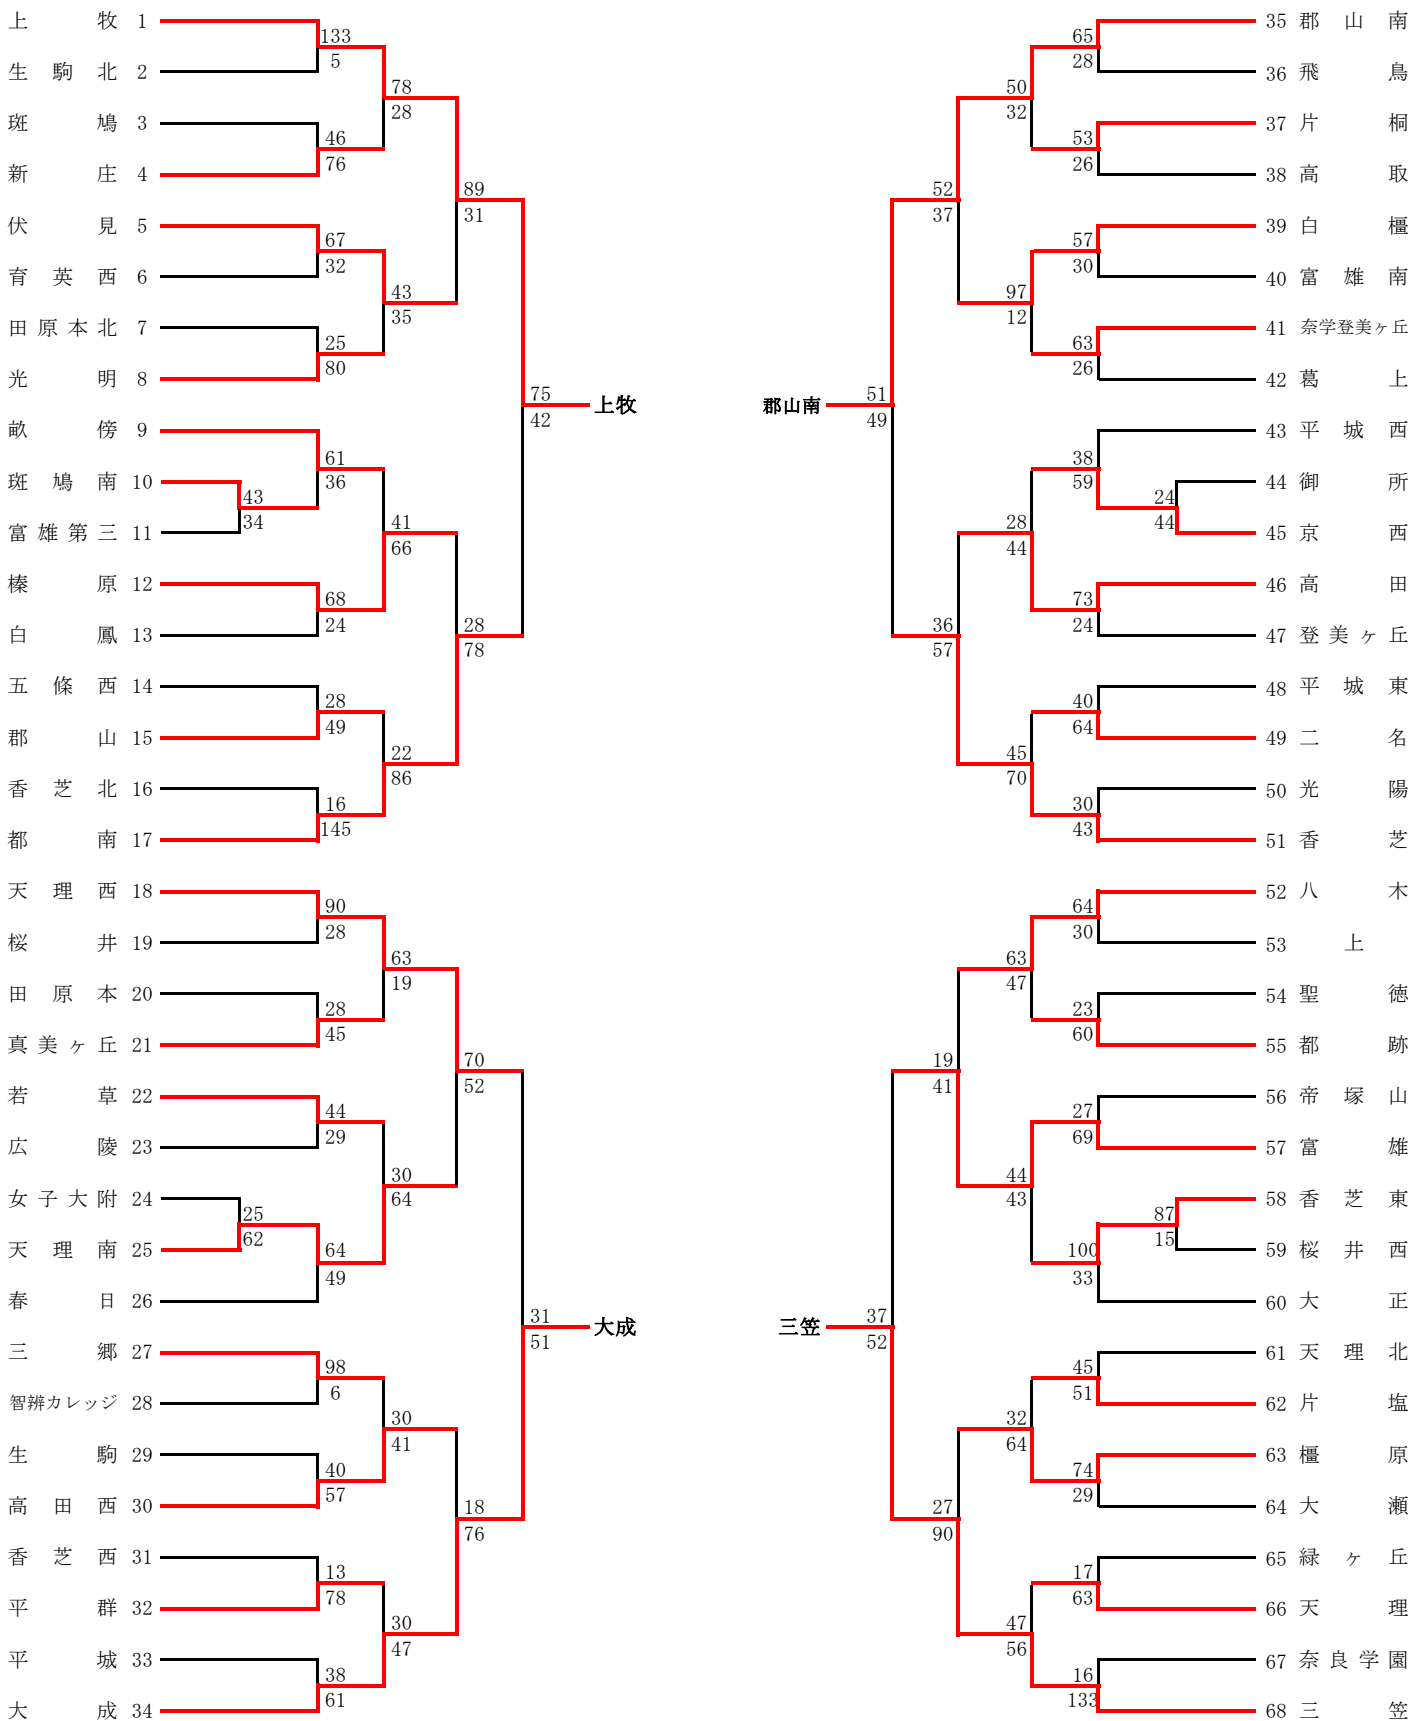 上牧 1
133
5
生駒北 2
78
28
斑鳩 3
46
76
新庄 4
89
31
伏見 5
67
32
育英西 6
43
35
田原本北 7
25
80
光明 8
75 上牧
42
畝傍 9
61
36
斑鳩南 10
43
34
富雄第三 11
41
66
榛原 12
68
24
白鳳 13
28
78
五條西 14
28
49
郡山 15
22
86
香芝北 16
16
145
都南 17
天理西 18
90
28
桜井 19
63
19
田原本 20
28
45
真美ヶ丘 21
70
52
若草 22
44
29
広陵 23
30
64
女子大附 24
25
62
天理南 25
64
49
春日 26
31 大成
51
三郷 27
98
6
智辨カレッジ 28
30
41
生駒 29
40
57
高田西 30
18
76
香芝西 31
13
78
平群 32
30
47
平城 33
38
61
大成 34
35 郡山南
65
28
36 飛鳥
50
32
37 片桐
53
26
38 高取
52
37
39 白橿
57
30
40 富雄南
97
12
41 奈学登美ヶ丘
63
26
42 葛上
郡山南 51
49
43 平城西
38
59
44 御所
24
44
45 京西
28
44
46 高田
73
24
47 登美ヶ丘
36
57
48 平城東
40
64
49 二名
45
70
50 光陽
30
43
51 香芝
52 八木
64
30
53 上
63
47
54 聖徳
23
60
55 都跡
19
41
56 帝塚山
27
69
57 富雄
44
43
58 香芝東
87
15
59 桜井西
100
33
60 大正
三笠 37
52
61 天理北
45
51
62 片塩
32
64
63 橿原
74
29
64 大瀬
27
90
65 緑ヶ丘
17
63
66 天理
47
56
67 奈良学園
16
133
68 三笠